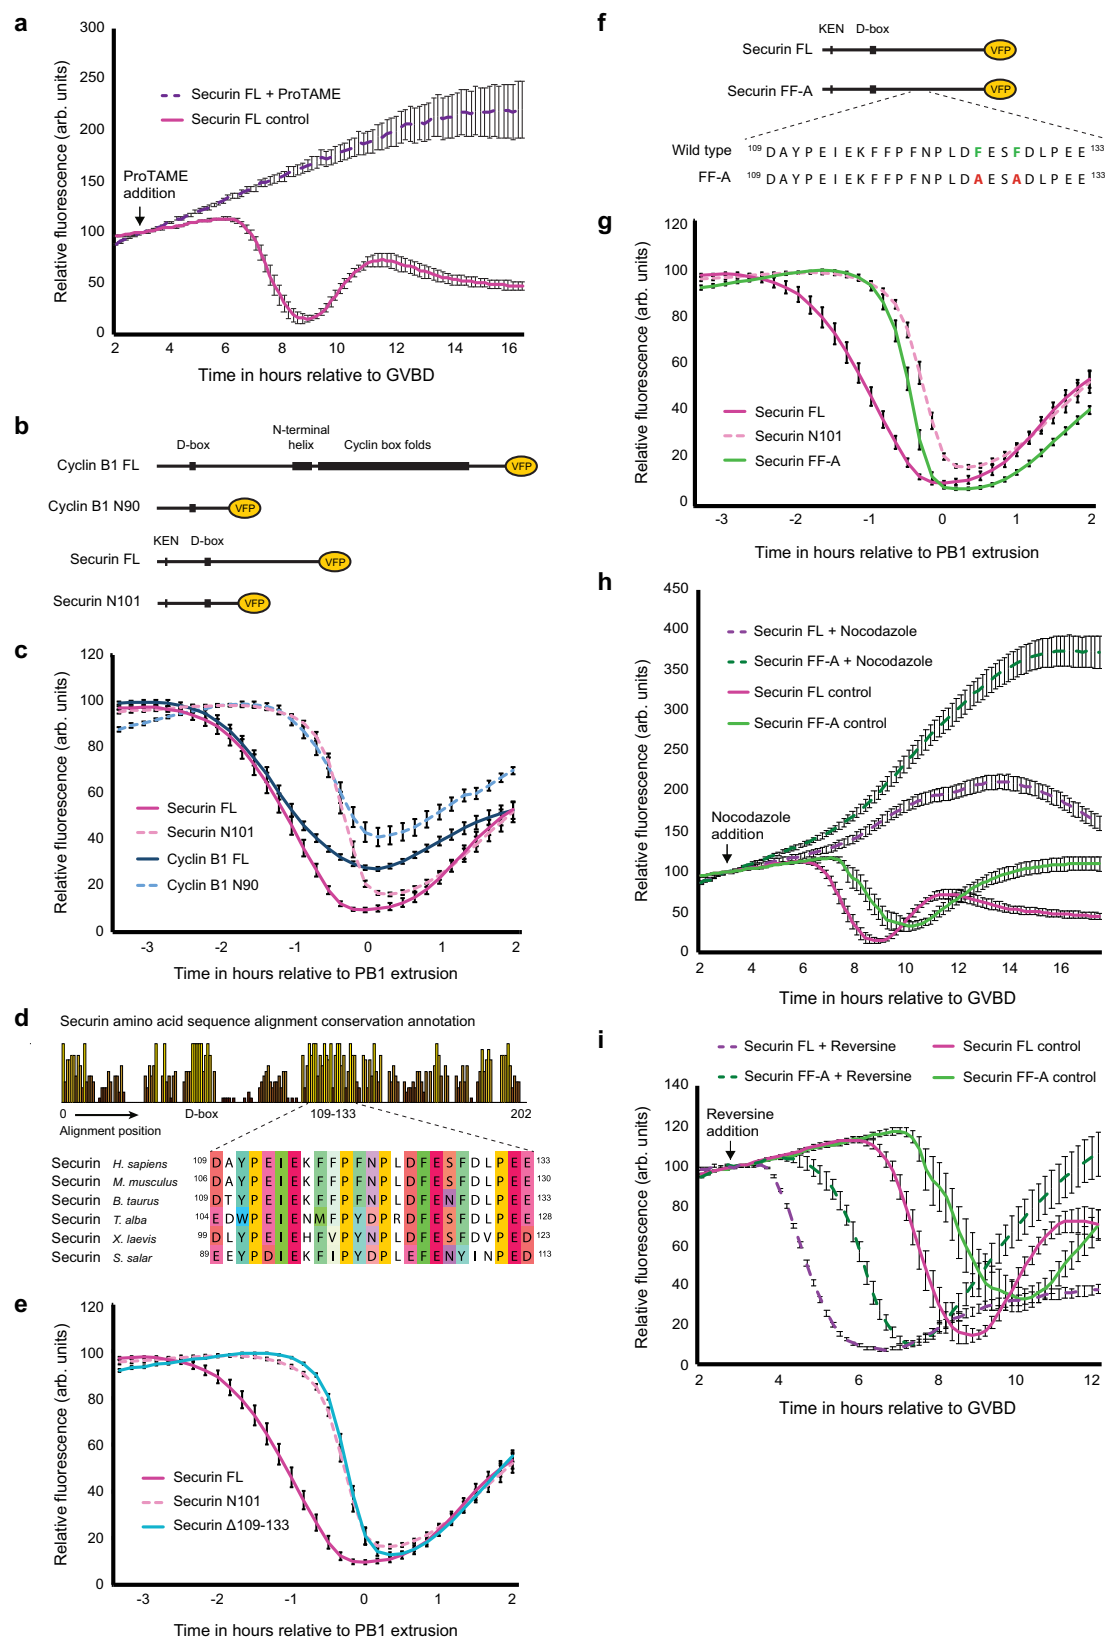 a
300
250
200
150
100
50
0
Relative fluorescence (arb. units)
Securin FL + ProTAME
Securin FL control
ProTAME
addition
2 4 6 8 10 12 14 16
Time in hours relative to GVBD
b
D-box
N-terminal
helix
Cyclin box folds
Cyclin B1 FL
VFP
Cyclin B1 N90
VFP
KEN D-box
Securin FL
VFP
Securin N101
VFP
c
120
100
80
60
40
20
0
Relative fluorescence (arb. units)
Securin FL
Securin N101
Cyclin B1 FL
Cyclin B1 N90
-3 -2 -1 0 1 2
Time in hours relative to PB1 extrusion
d
Securin amino acid sequence alignment conservation annotation
0
D-box
109-133
202
Alignment position
Securin H. sapiens 109 D A Y P E I E K F F P F N P L D F E S F D L P E E 133
Securin M. musculus 106 D A Y P E I E K F F P F N P L D F E S F D L P E E 130
Securin B. taurus 109 D T Y P E I E K F F P F N P L D F E N F D L P E E 133
Securin T. alba 104 E D W P E I E N M F P Y D P R D F E S F D L P E E 128
Securin X. laevis 99 D L Y P E I E H F V P Y D P L D F E S F D V P E D 123
Securin S. salar 89 E E Y P D I E K F I P Y D P L E F E N Y I N P E D 113
e
120
100
80
60
40
20
0
Relative fluorescence (arb. units)
Securin FL
Securin N101
Securin Δ109-133
-3 -2 -1 0 1 2
Time in hours relative to PB1 extrusion
f
KEN D-box
Securin FL
VFP
Securin FF-A
VFP
Wild type 109 D A Y P E I E K F F P F N P L D F E S F D L P E E 133
FF-A 109 D A Y P E I E K F F P F N P L D A E S A D L P E E 133
g
120
100
80
60
40
20
0
Relative fluorescence (arb. units)
Securin FL
Securin N101
Securin FF-A
-3 -2 -1 0 1 2
Time in hours relative to PB1 extrusion
h
450
400
350
300
250
200
150
100
50
0
Relative fluorescence (arb. units)
Securin FL + Nocodazole
Securin FF-A + Nocodazole
Securin FL control
Securin FF-A control
Nocodazole
addition
2 4 6 8 10 12 14 16
Time in hours relative to GVBD
i
Securin FL + Reversine
Securin FL control
Securin FF-A + Reversine
Securin FF-A control
140
120
100
80
60
40
20
0
Relative fluorescence (arb. units)
Reversine
addition
2 4 6 8 10 12
Time in hours relative to GVBD